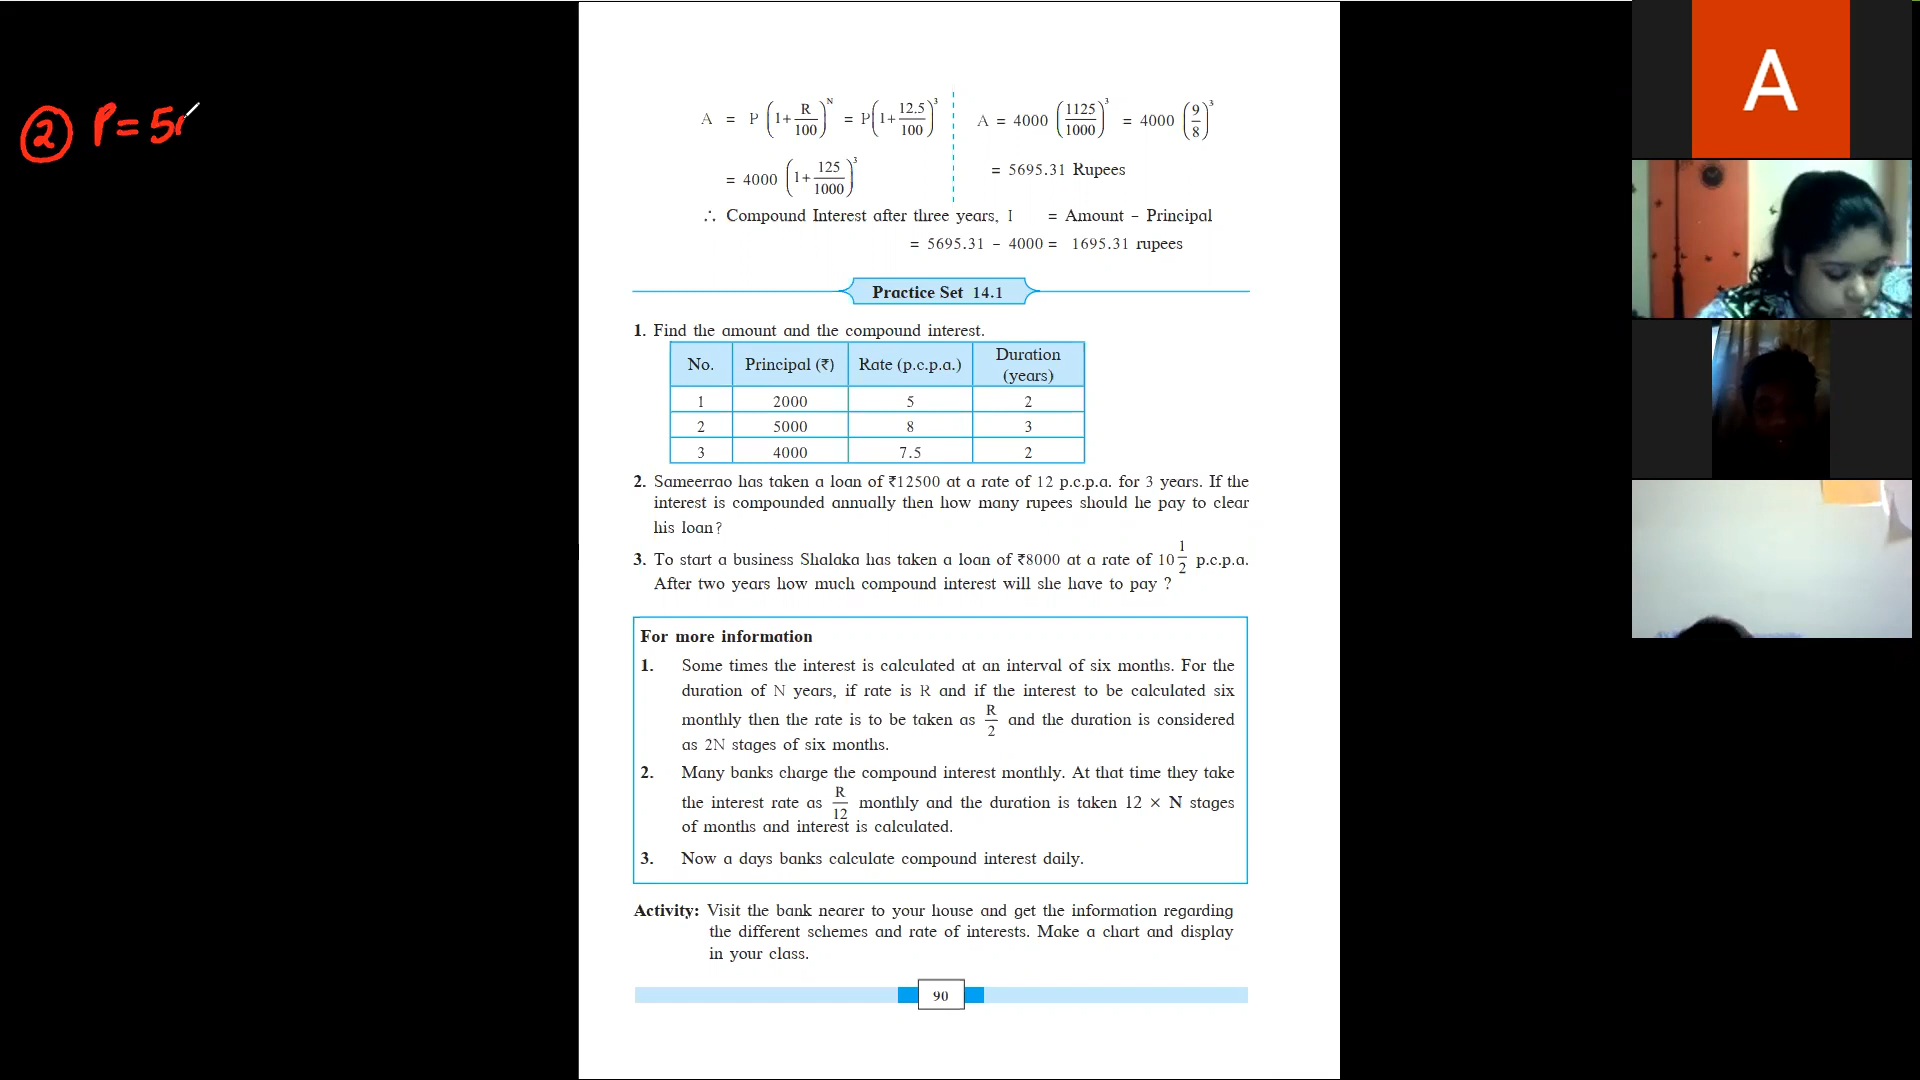 ② P = 50
A = P (1+R/100)^N = P(1+12.5/100)^3
= 4000 (1+125/1000)^3
A = 4000 (1125/1000)^3 = 4000 (9/8)^3
= 5695.31 Rupees
∴ Compound Interest after three years, I = Amount - Principal
= 5695.31 - 4000 = 1695.31 rupees
Practice Set 14.1
1. Find the amount and the compound interest.
No. Principal (₹) Rate (p.c.p.a.) Duration (years)
1 2000 5 2
2 5000 8 3
3 4000 7.5 2
2. Sameerrao has taken a loan of ₹12500 at a rate of 12 p.c.p.a. for 3 years. If the
interest is compounded annually then how many rupees should he pay to clear
his loan?
3. To start a business Shalaka has taken a loan of ₹8000 at a rate of 10 1/2 p.c.p.a.
After two years how much compound interest will she have to pay ?
For more information
1. Some times the interest is calculated at an interval of six months. For the
duration of N years, if rate is R and if the interest to be calculated six
monthly then the rate is to be taken as R/2 and the duration is considered
as 2N stages of six months.
2. Many banks charge the compound interest monthly. At that time they take
the interest rate as R/12 monthly and the duration is taken 12 × N stages
of months and interest is calculated.
3. Now a days banks calculate compound interest daily.
Activity: Visit the bank nearer to your house and get the information regarding
the different schemes and rate of interests. Make a chart and display
in your class.
90
A